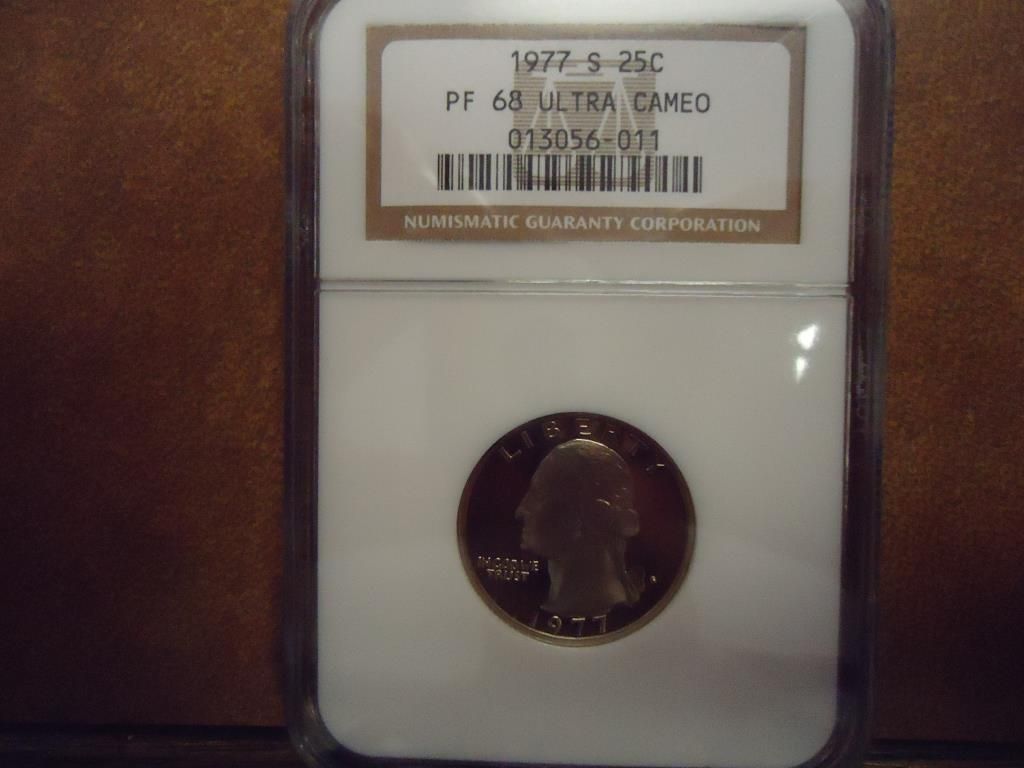 1977 S 25C
PF 68 ULTRA CAMEO
013056-011
NUMISMATIC GUARANTY CORPORATION
LIBERTY
IN GOD WE
TRUST
S
1977